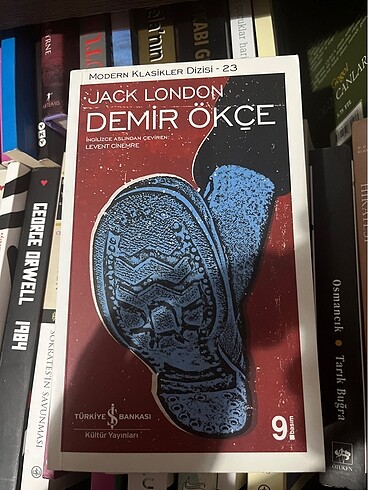 MODERN KLASİKLER DİZİSİ - 23
JACK LONDON
DEMİR ÖKÇE
İNGİLİZCE ASLINDAN ÇEVİREN:
LEVENT CİNEMRE
TÜRKİYE İŞ BANKASI
Kültür Yayınları
9.
basım
GEORGE ORWELL 1984
SOKRATES'İN SAVUNMASI
Osmancık • Tarık Buğra
ÖTÜKEN